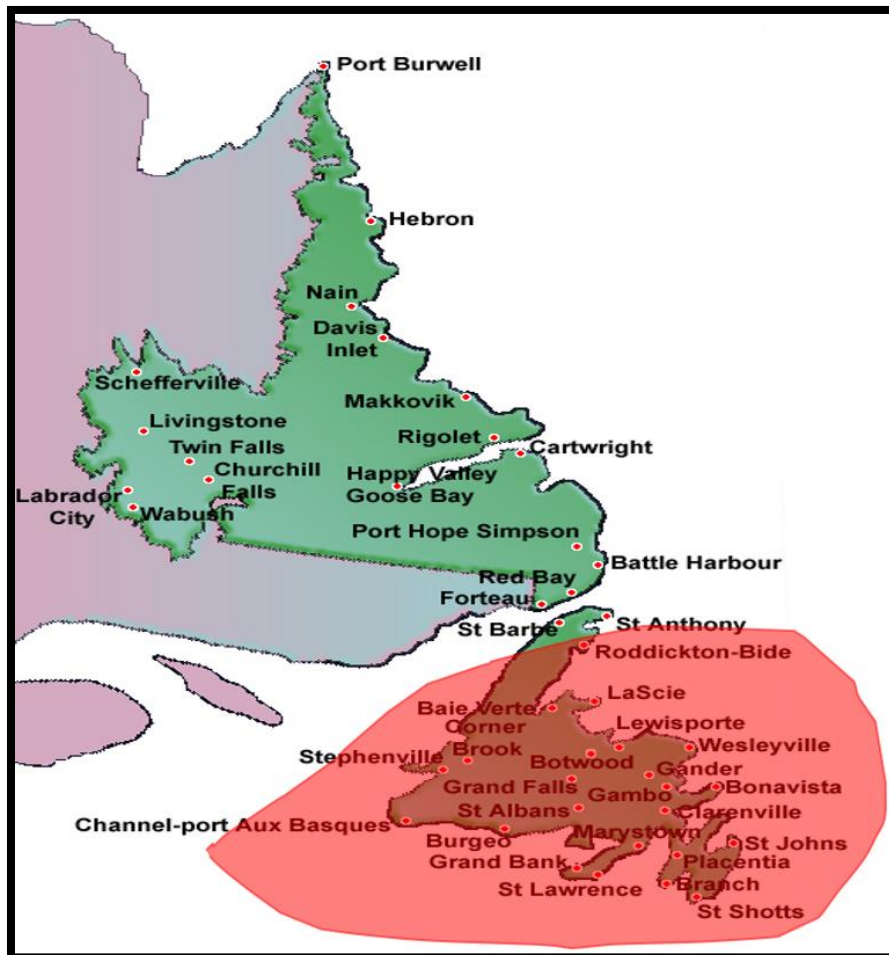 Port Burwell
Hebron
Nain
Davis
Inlet
Schefferville
Makkovik
Livingstone
Rigolet
Cartwright
Twin Falls
Churchill
Falls
Happy Valley
Goose Bay
Labrador
City
Wabush
Port Hope Simpson
Battle Harbour
Red Bay
Forteau
St Barbe
St Anthony
Roddickton-Bide
LaScie
Baie Verte
Corner
Brook
Lewisporte
Stephenville
Botwood
Wesleyville
Gander
Grand Falls
Gambo
Bonavista
St Albans
Clarenville
Channel-port Aux Basques
Burgeo
Marystown
St Johns
Grand Bank
Placentia
St Lawrence
Branch
St Shotts